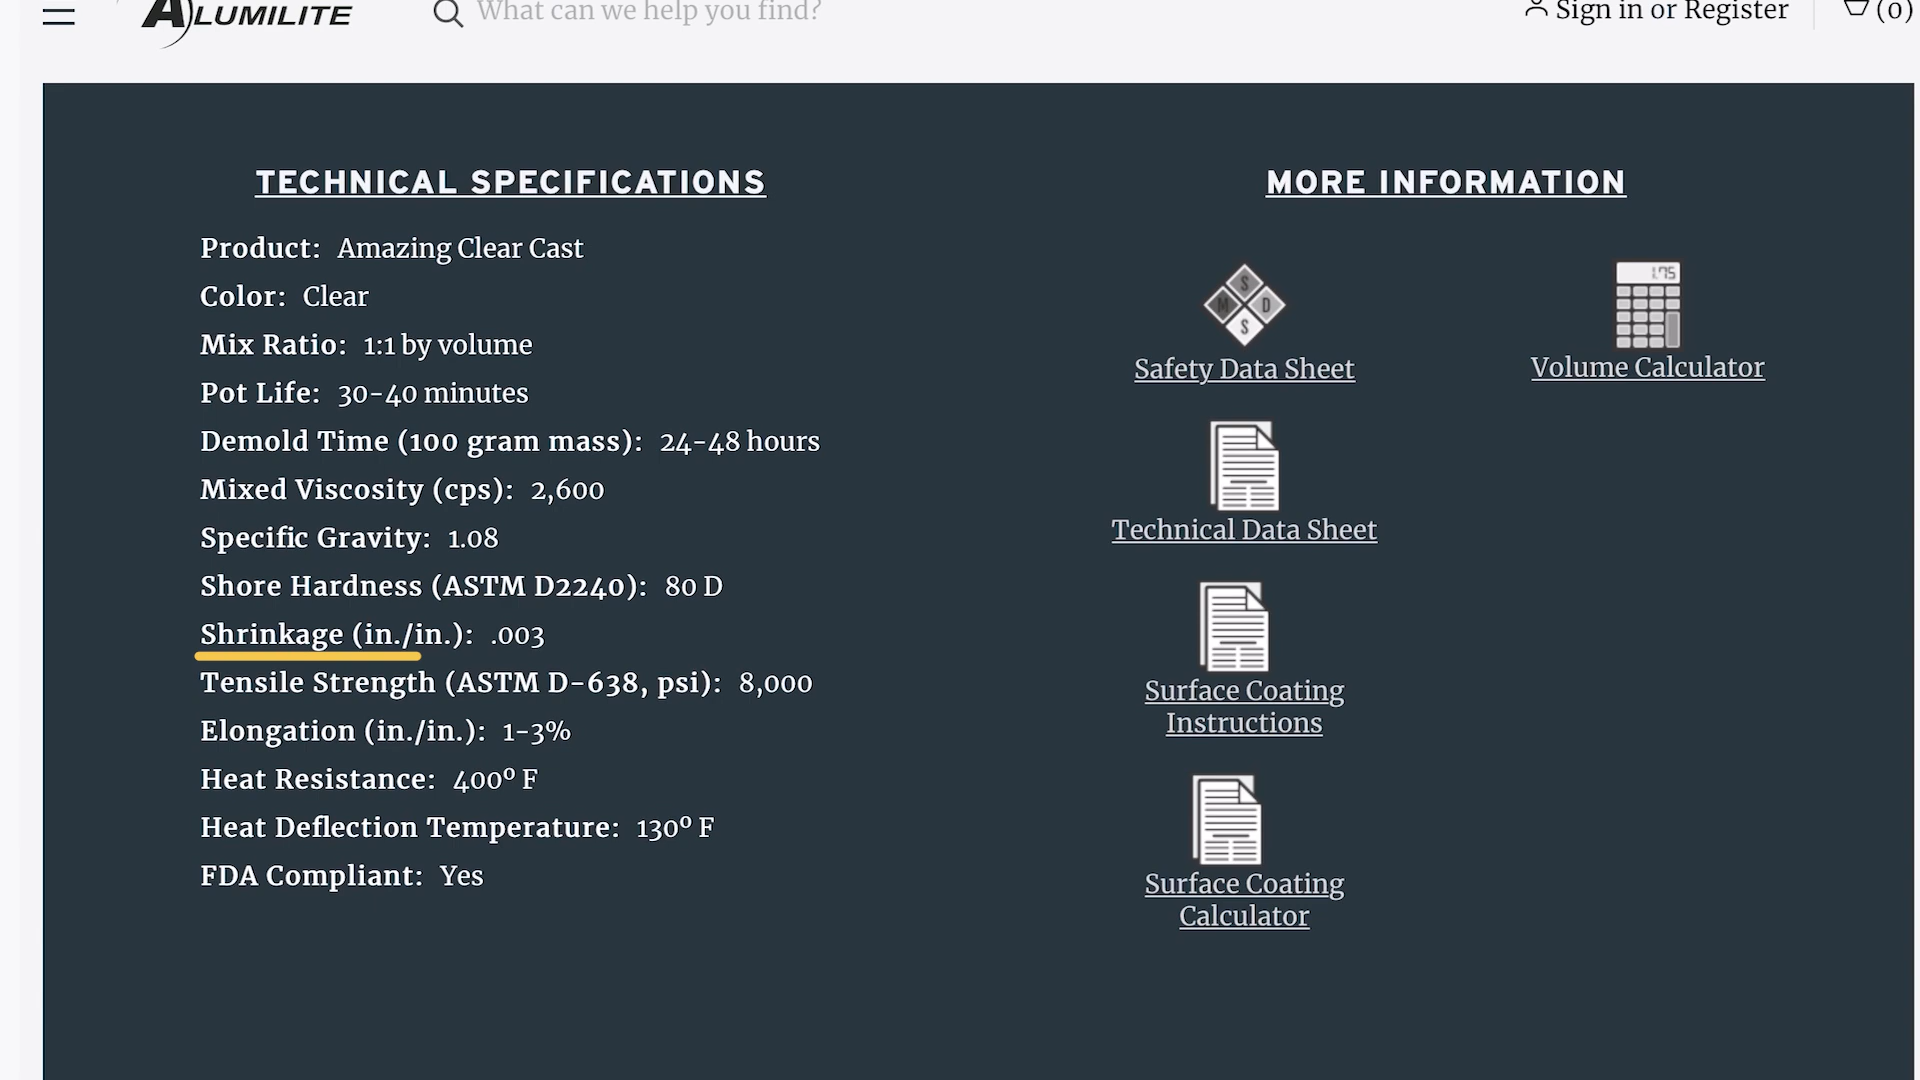 ALUMILITE
What can we help you find?
Sign in or Register
(0)
TECHNICAL SPECIFICATIONS
Product: Amazing Clear Cast
Color: Clear
Mix Ratio: 1:1 by volume
Pot Life: 30-40 minutes
Demold Time (100 gram mass): 24-48 hours
Mixed Viscosity (cps): 2,600
Specific Gravity: 1.08
Shore Hardness (ASTM D2240): 80 D
Shrinkage (in./in.): .003
Tensile Strength (ASTM D-638, psi): 8,000
Elongation (in./in.): 1-3%
Heat Resistance: 400º F
Heat Deflection Temperature: 130º F
FDA Compliant: Yes
MORE INFORMATION
S
M D
S
Safety Data Sheet
1.75
Volume Calculator
Technical Data Sheet
Surface Coating
Instructions
Surface Coating
Calculator